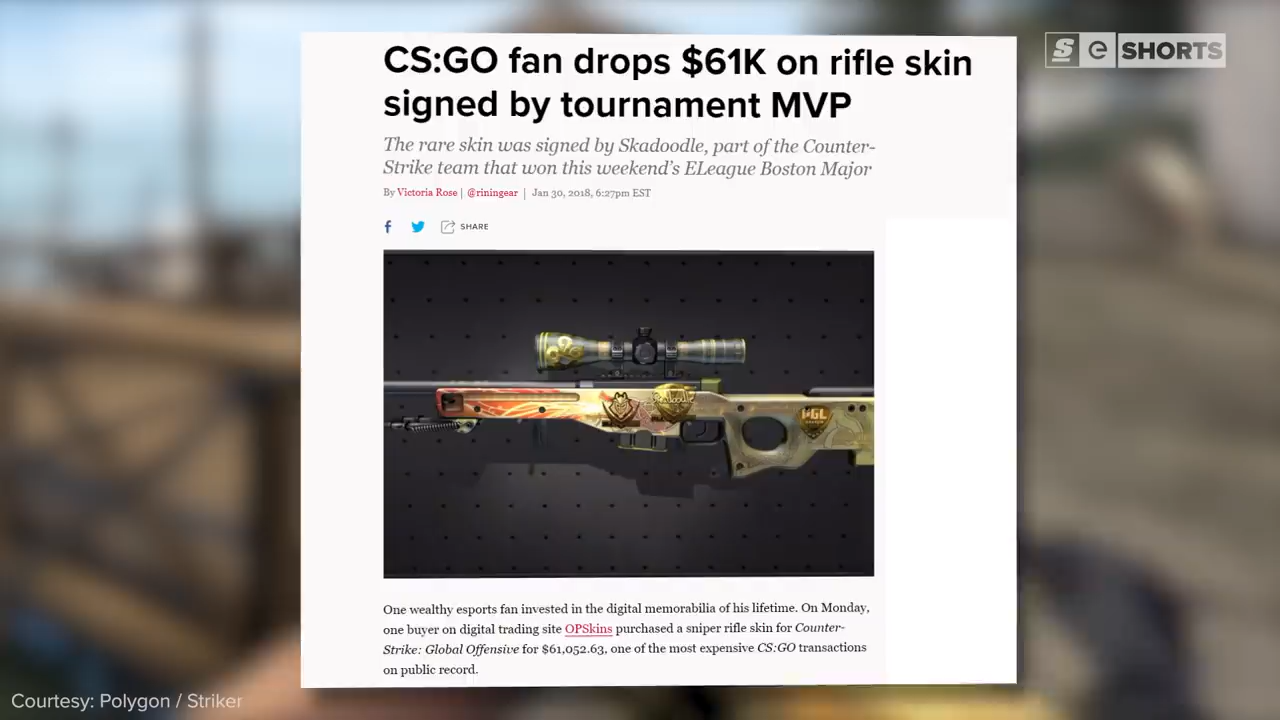 CS:GO fan drops $61K on rifle skin
signed by tournament MVP
S e SHORTS
The rare skin was signed by Skadoodle, part of the Counter-
Strike team that won this weekend's ELeague Boston Major
By Victoria Rose | @riningear | Jan 30, 2018, 6:27pm EST
SHARE
PGL
One wealthy esports fan invested in the digital memorabilia of his lifetime. On Monday,
one buyer on digital trading site OPSkins purchased a sniper rifle skin for Counter-
Strike: Global Offensive for $61,052.63, one of the most expensive CS:GO transactions
on public record.
Courtesy: Polygon / Striker